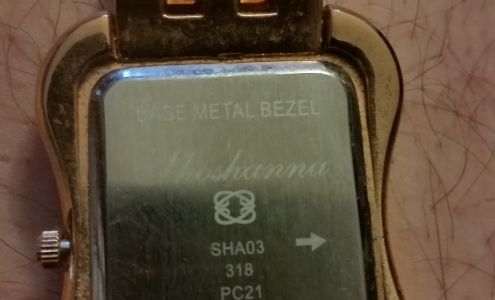 BASE METAL BEZEL
Shoshanna
SHA03
318
PC21